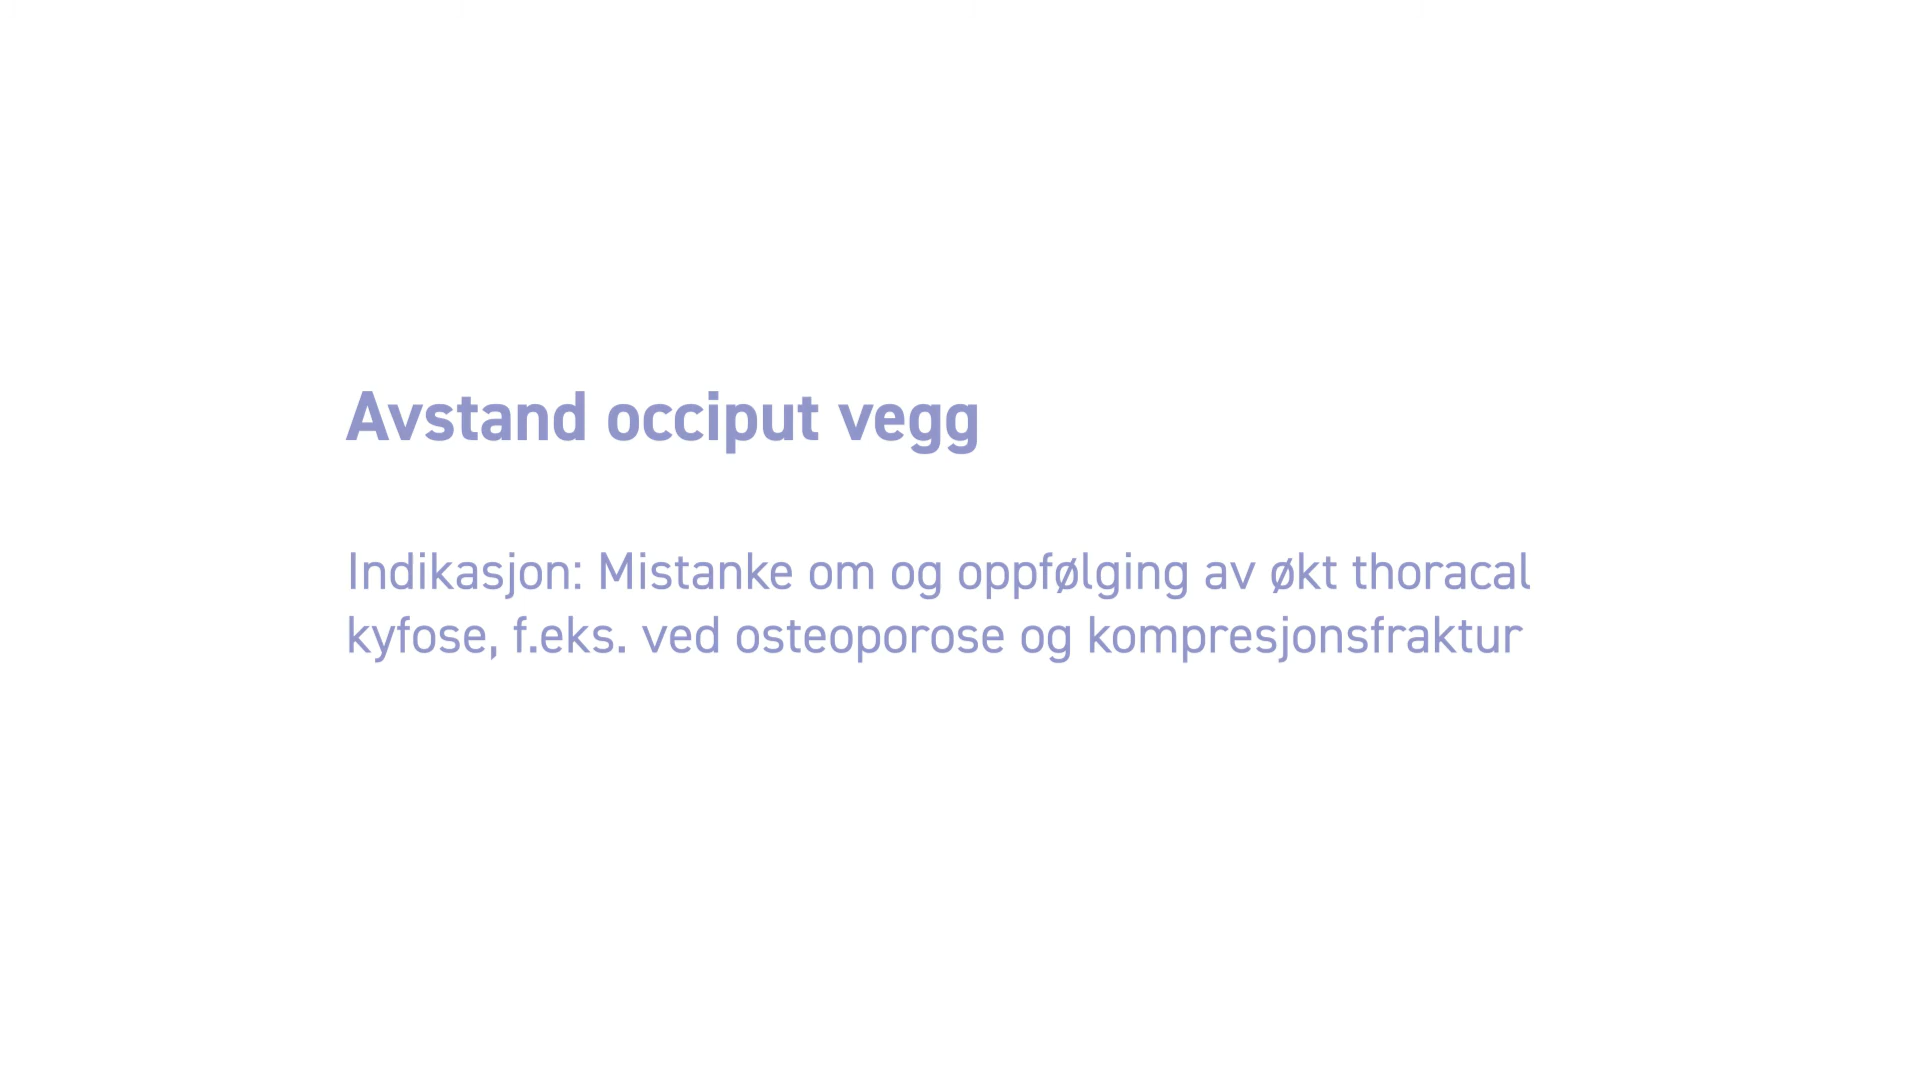 Avstand occiput vegg
Indikasjon: Mistanke om og oppfølging av økt thoracal
kyfose, f.eks. ved osteoporose og kompresjonsfraktur